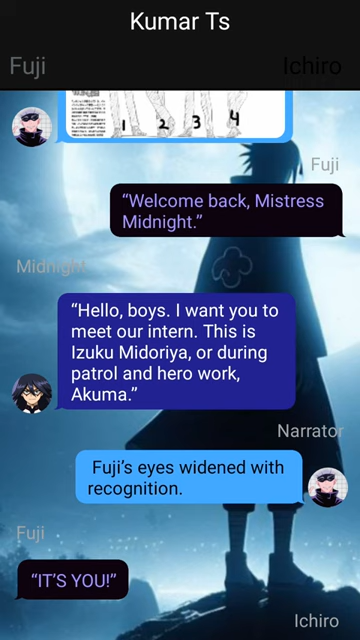 Kumar Ts
Fuji
Ichiro
1 2 3 4
Fuji
“Welcome back, Mistress
Midnight.”
Midnight
“Hello, boys. I want you to
meet our intern. This is
Izuku Midoriya, or during
patrol and hero work,
Akuma.”
Narrator
Fuji’s eyes widened with
recognition.
Fuji
“IT’S YOU!”
Ichiro